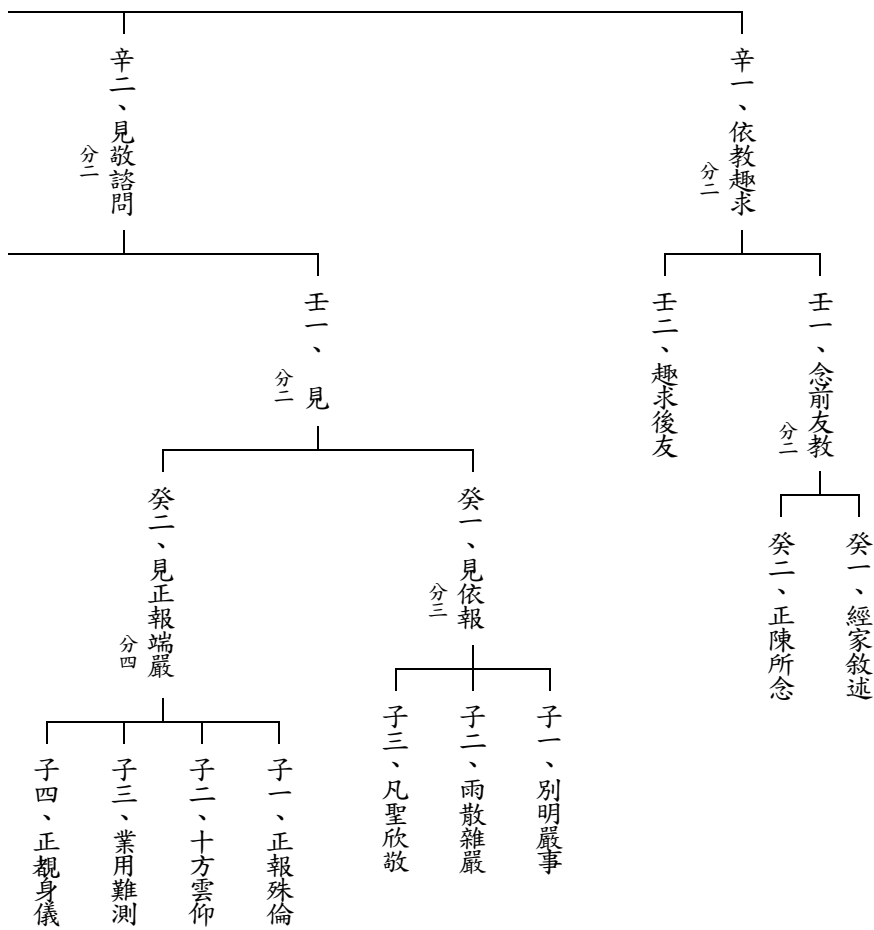 辛一、依教趣求
分二
壬一、念前友教
分二
癸一、經家敘述
癸二、正陳所念
壬二、趣求後友
辛二、見敬諮問
分二
壬一、見
分二
癸一、見依報
分三
子一、別明嚴事
子二、雨散雜嚴
子三、凡聖欣敬
癸二、見正報端嚴
分四
子一、正報殊倫
子二、十方雲仰
子三、業用難測
子四、正覩身儀